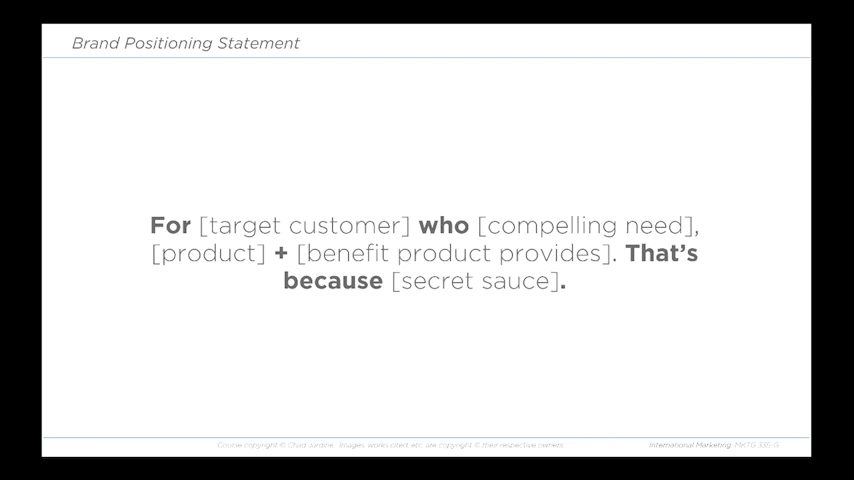 Brand Positioning Statement
For [target customer] who [compelling need],
[product] + [benefit product provides]. That's
because [secret sauce].
Course copyright © Chad Jardine. Images, works cited, etc. are copyright © their respective owners.
International Marketing: MKTG 335-G